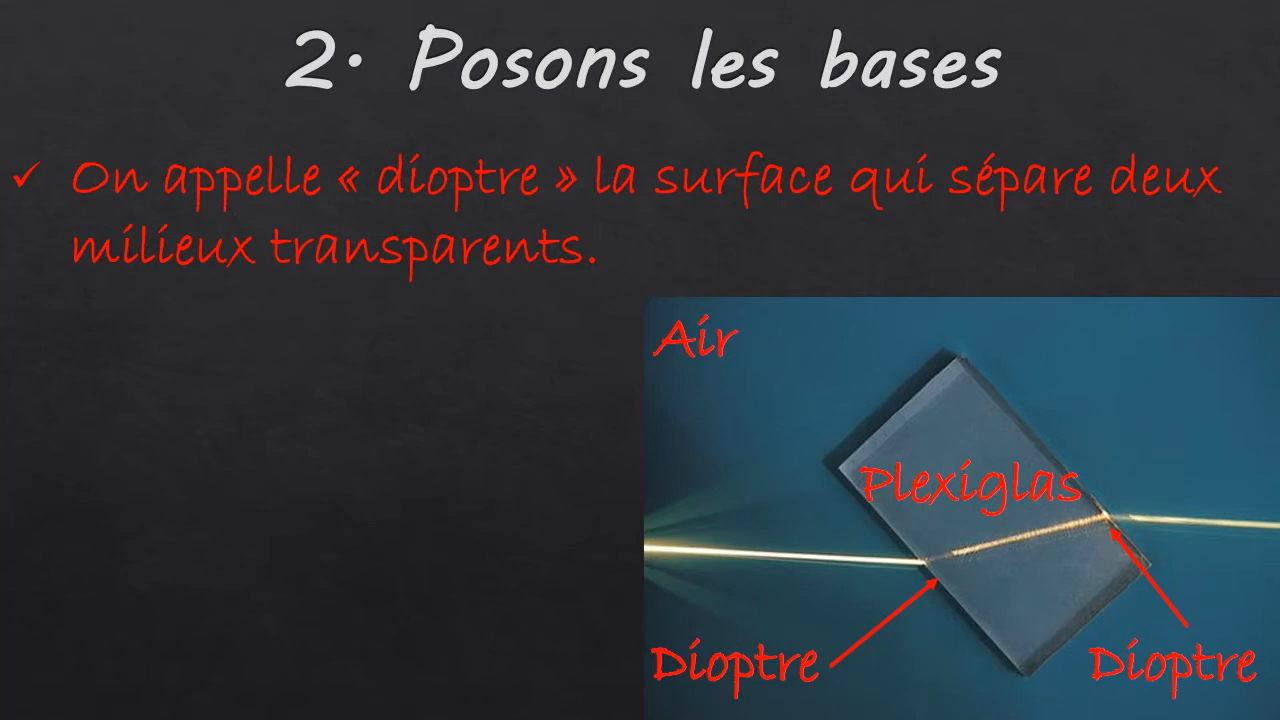 2. Posons les bases
✓ On appelle « dioptre » la surface qui sépare deux
milieux transparents.
Air
Plexiglas
Dioptre
Dioptre